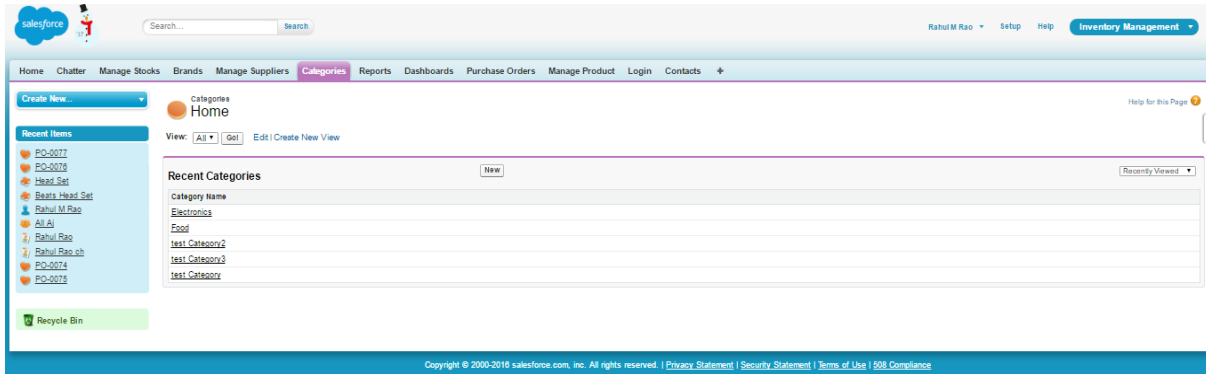 salesforce
'17
Search... Search
Rahul M Rao Setup Help Inventory Management
Home Chatter Manage Stocks Brands Manage Suppliers Categories Reports Dashboards Purchase Orders Manage Product Login Contacts +
Create New...
Recent Items
PO-0077
PO-0076
Head Set
Beats Head Set
Rahul M Rao
All Ai
Rahul Rao
Rahul Rao ch
PO-0074
PO-0075
Recycle Bin
Categories
Home
Help for this Page ?
View: All Go! Edit | Create New View
Recent Categories New Recently Viewed
Category Name
Electronics
Food
test Category2
test Category3
test Category
Copyright © 2000-2016 salesforce.com, inc. All rights reserved. | Privacy Statement | Security Statement | Terms of Use | 508 Compliance